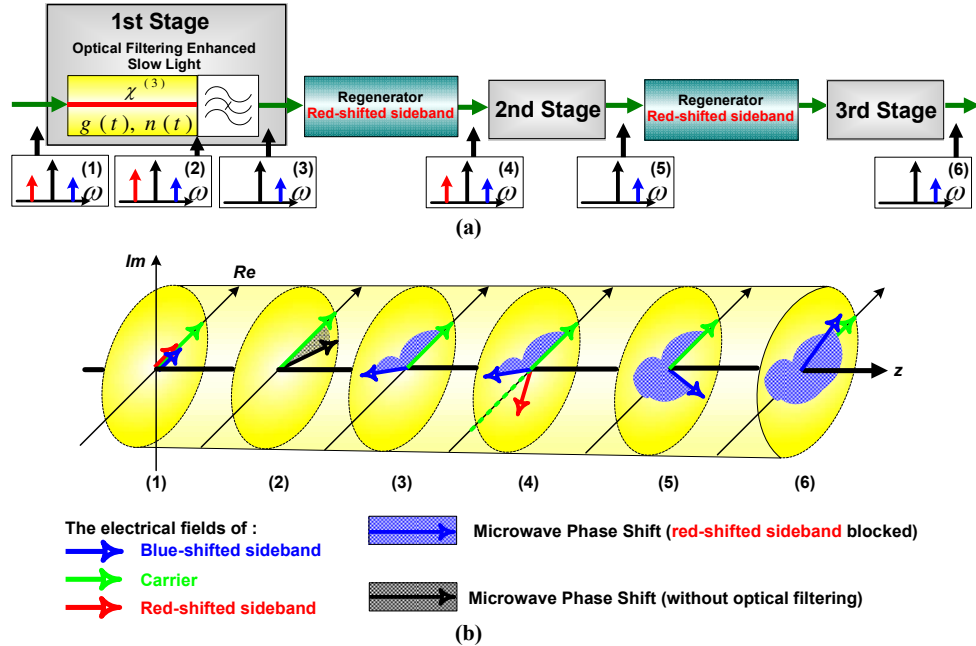 (a)
1st Stage
Optical Filtering Enhanced
Slow Light
χ(3)
g (t), n (t)
Regenerator
Red-shifted sideband
2nd Stage
Regenerator
Red-shifted sideband
3rd Stage
(1)
ω
(2)
ω
(3)
ω
(4)
ω
(5)
ω
(6)
ω
(a)
Im
Re
z
(1)
(2)
(3)
(4)
(5)
(6)
The electrical fields of :
Blue-shifted sideband
Carrier
Red-shifted sideband
Microwave Phase Shift (red-shifted sideband blocked)
Microwave Phase Shift (without optical filtering)
(b)